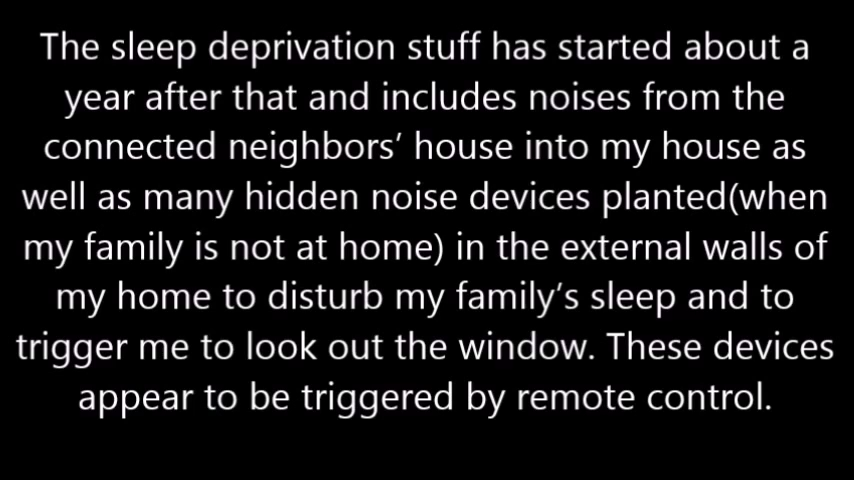 The sleep deprivation stuff has started about a
year after that and includes noises from the
connected neighbors’ house into my house as
well as many hidden noise devices planted(when
my family is not at home) in the external walls of
my home to disturb my family’s sleep and to
trigger me to look out the window. These devices
appear to be triggered by remote control.